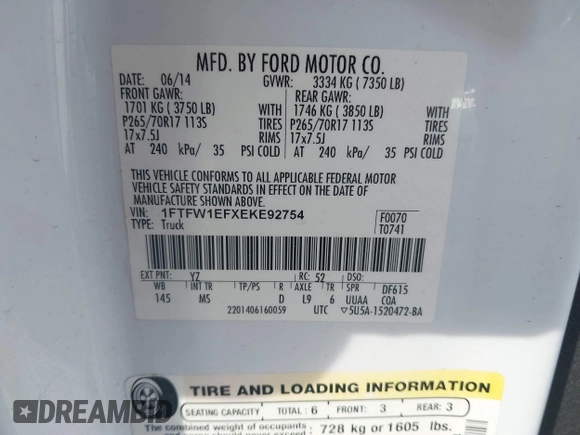 MFD. BY FORD MOTOR CO.
DATE: 06/14 GVWR: 3334 KG ( 7350 LB)
FRONT GAWR: REAR GAWR:
1701 KG ( 3750 LB) WITH 1746 KG ( 3850 LB) WITH
P265/70R17 113S TIRES P265/70R17 113S TIRES
17x7.5J RIMS 17x7.5J RIMS
AT 240 kPa/ 35 PSI COLD AT 240 kPa/ 35 PSI COLD
THIS VEHICLE CONFORMS TO ALL APPLICABLE FEDERAL MOTOR
VEHICLE SAFETY STANDARDS IN EFFECT ON THE DATE OF
MANUFACTURE SHOWN ABOVE.
VIN: 1FTFW1EFXEKE92754 F0070
TYPE: Truck T0741
EXT PNT: YZ RC: 52 DSO:
WB INT TR TP/PS R AXLE TR SPR DF615
145 MS D L9 6 UUAA COA
2201406160059 UTC ▽5U5A-1520472-BA
TIRE AND LOADING INFORMATION
SEATING CAPACITY TOTAL: 6 FRONT: 3 REAR: 3
The combined weight of occupants 728 kg or 1605 lbs.
DREAMBID